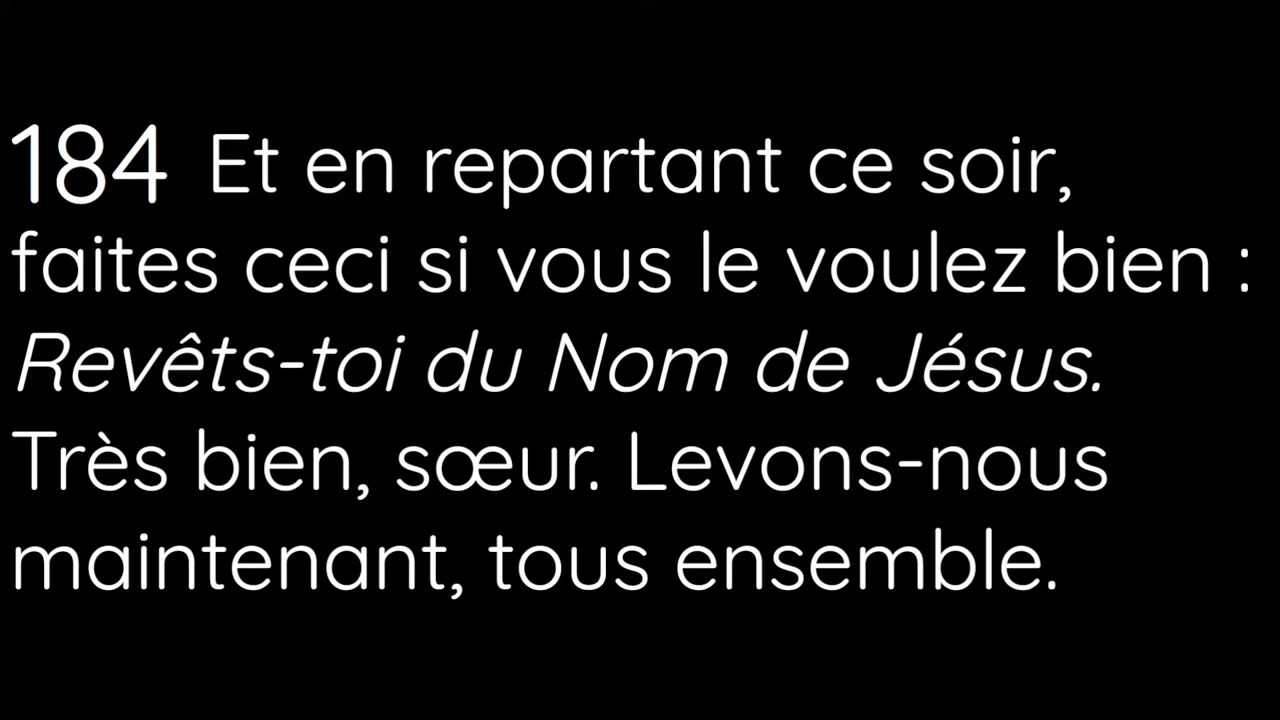 184 Et en repartant ce soir,
faites ceci si vous le voulez bien :
Revêts-toi du Nom de Jésus.
Très bien, sœur. Levons-nous
maintenant, tous ensemble.